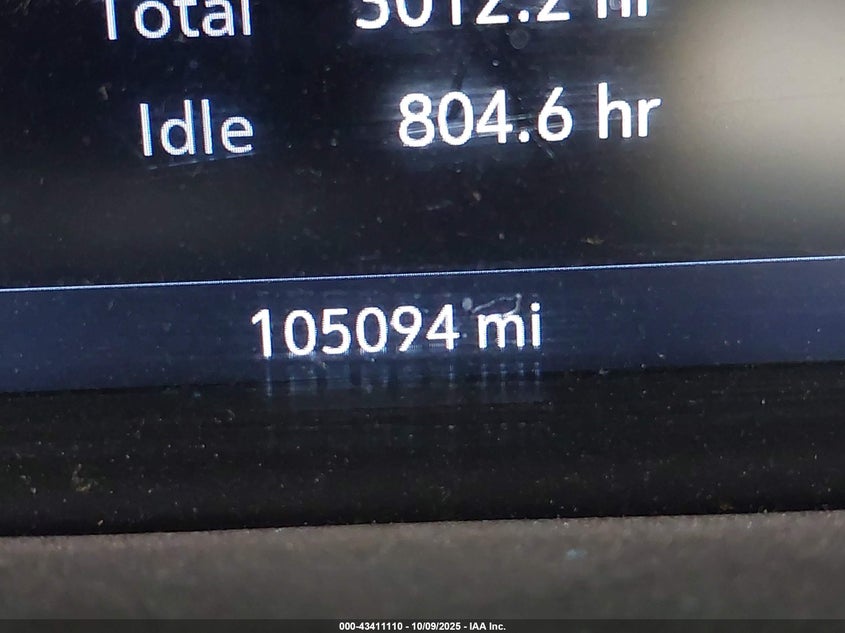 Total
Idle 804.6 hr
105094 mi
000-43411110 - 10/09/2025 - IAA Inc.